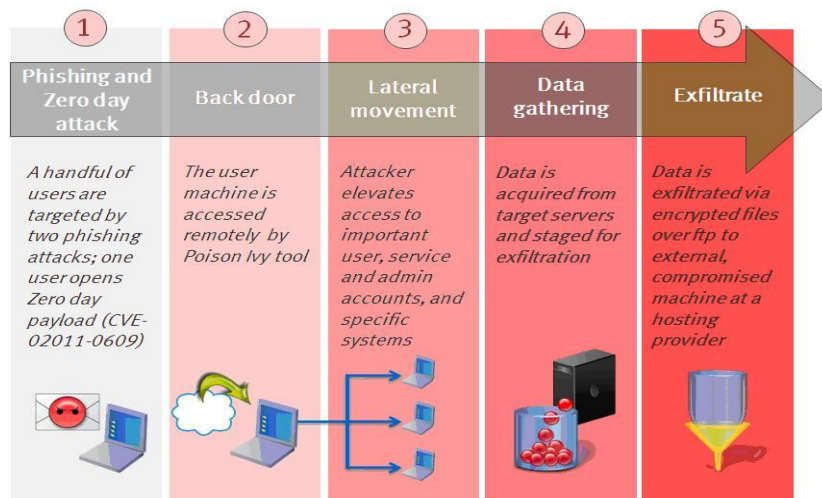 1
2
3
4
5
Phishing and
Zero day
attack
Back door
Lateral
movement
Data
gathering
Exfiltrate
A handful of
users are
targeted by
two phishing
attacks; one
user opens
Zero day
payload (CVE-
02011-0609)
The user
machine is
accessed
remotely by
Poison Ivy tool
Attacker
elevates
access to
important
user, service
and admin
accounts, and
specific
systems
Data is
acquired from
target servers
and staged for
exfiltration
Data is
exfiltrated via
encrypted files
over ftp to
external,
compromised
machine at a
hosting
provider